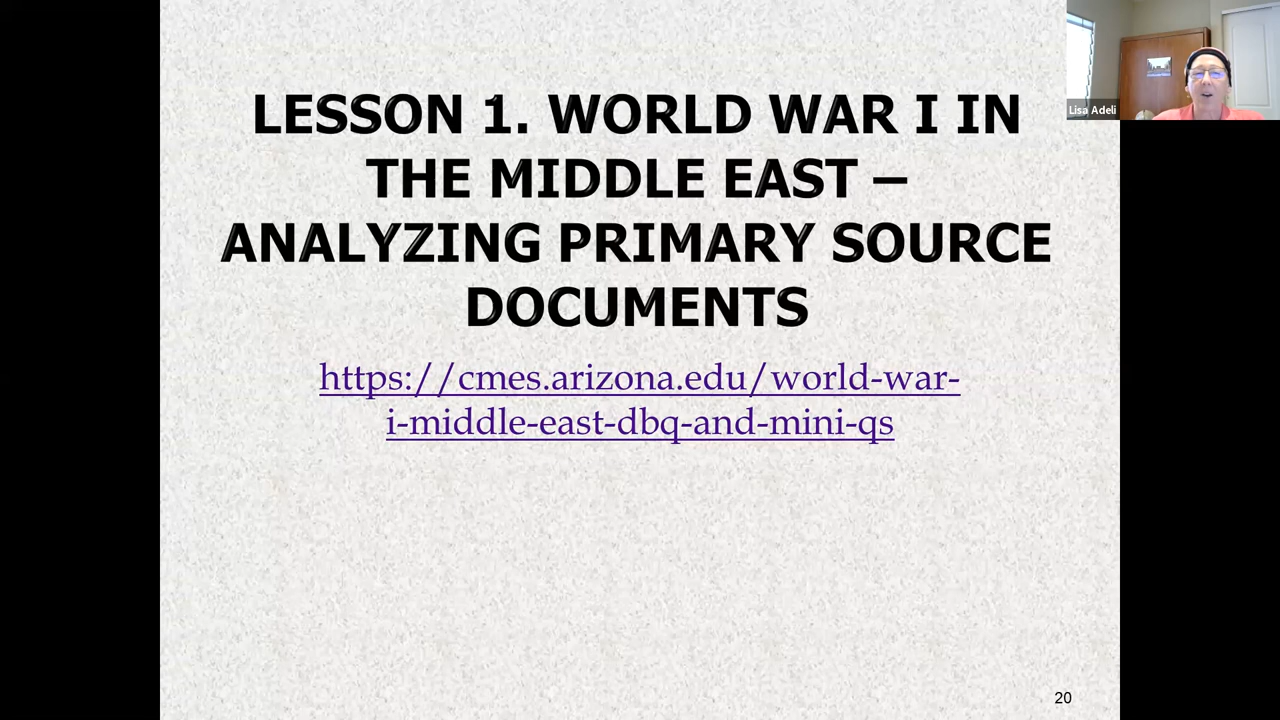 LESSON 1. WORLD WAR I IN
THE MIDDLE EAST –
ANALYZING PRIMARY SOURCE
DOCUMENTS
https://cmes.arizona.edu/world-war-
i-middle-east-dbq-and-mini-qs
20
Lisa Adeli